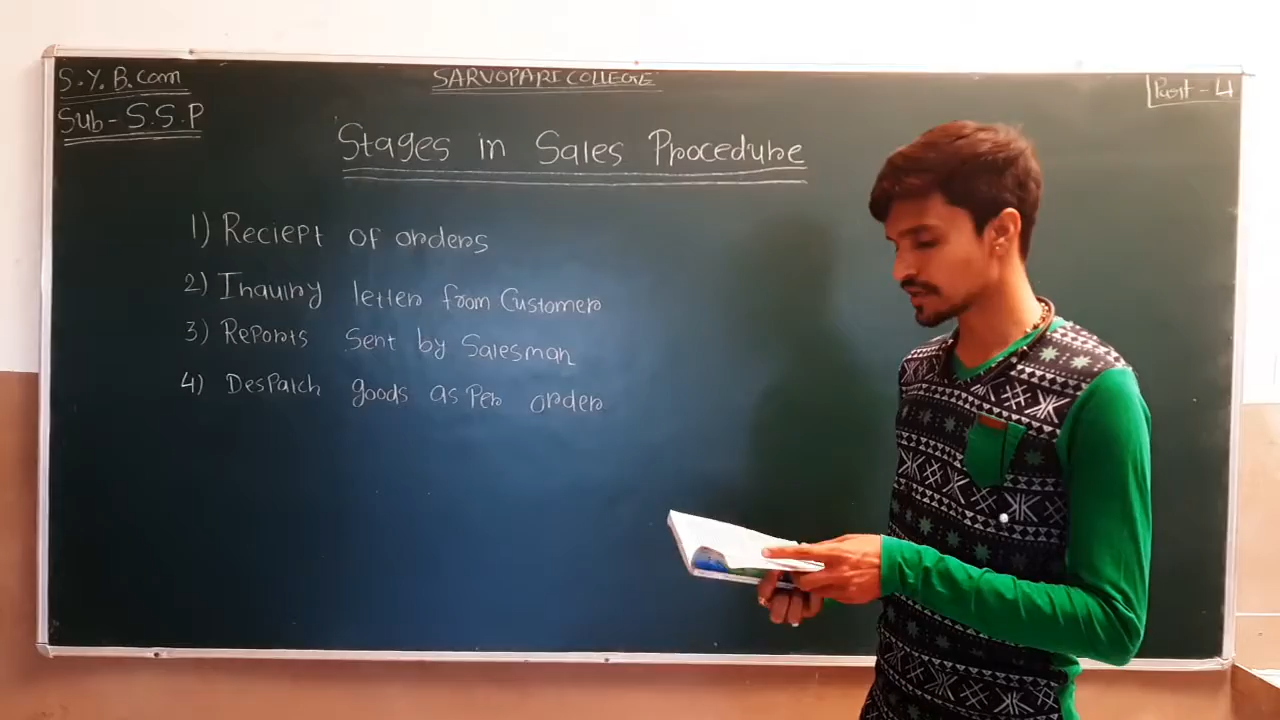 S.Y.B.Com
SARVOPARI COLLEGE
Part - 4
Sub - S.S.P
Stages in Sales Procedure
1) Reciept of orders
2) Inquiry letter from Customer
3) Reports Sent by Salesman
4) Despatch goods as Per order